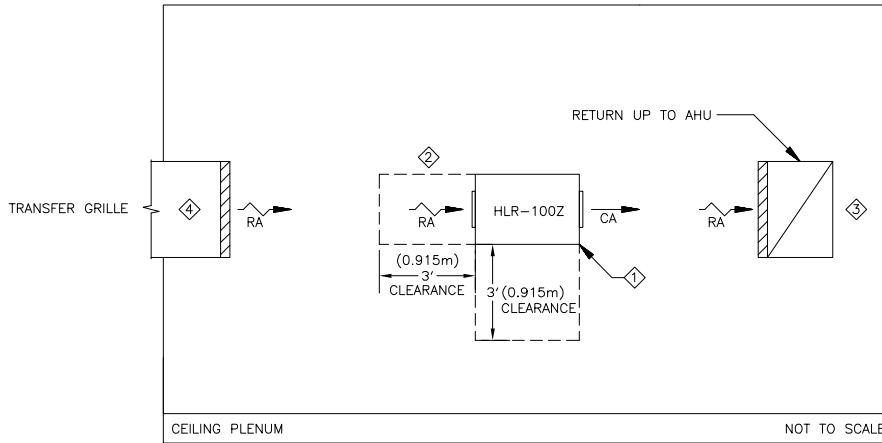 RETURN UP TO AHU
2
TRANSFER GRILLE
4
RA
RA
HLR-100Z
CA
RA
3
(0.915m)
3'
CLEARANCE
3' (0.915m)
CLEARANCE
1
CEILING PLENUM
NOT TO SCALE